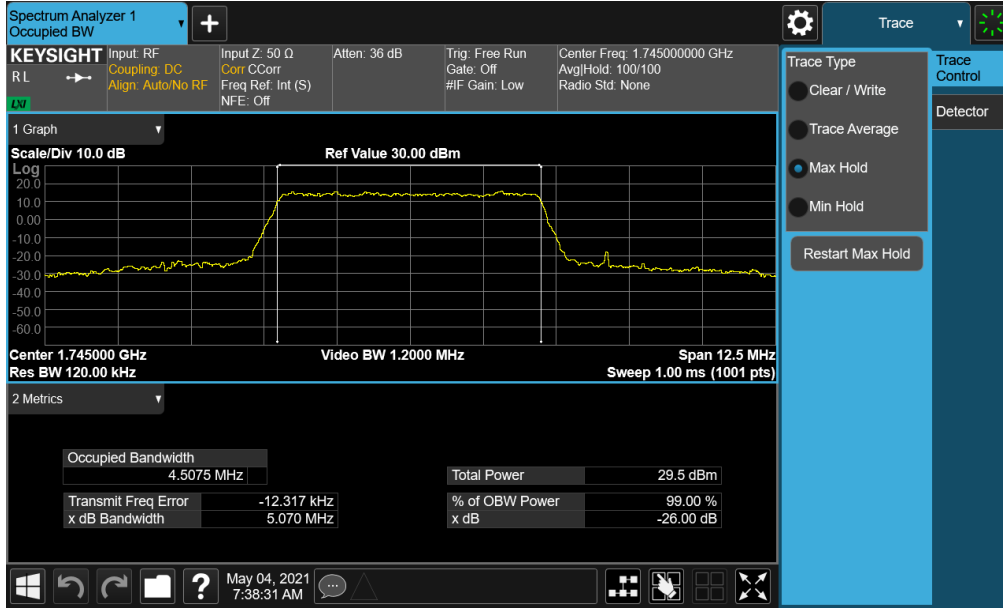 Spectrum Analyzer 1
Occupied BW
Trace
KEYSIGHT
RL
LXI
Input: RF
Coupling: DC
Align: Auto/No RF
Input Z: 50 Ω
Corr CCorr
Freq Ref: Int (S)
NFE: Off
Atten: 36 dB
Trig: Free Run
Gate: Off
#IF Gain: Low
Center Freq: 1.745000000 GHz
Avg|Hold: 100/100
Radio Std: None
Trace Type
Clear / Write
Trace Average
Max Hold
Min Hold
Restart Max Hold
Trace
Control
Detector
1 Graph
Scale/Div 10.0 dB
Ref Value 30.00 dBm
Log
20.0
10.0
0.00
-10.0
-20.0
-30.0
-40.0
-50.0
-60.0
Center 1.745000 GHz
Video BW 1.2000 MHz
Span 12.5 MHz
Res BW 120.00 kHz
Sweep 1.00 ms (1001 pts)
2 Metrics
Occupied Bandwidth
4.5075 MHz
Total Power 29.5 dBm
Transmit Freq Error -12.317 kHz
% of OBW Power 99.00 %
x dB Bandwidth 5.070 MHz
x dB -26.00 dB
?
May 04, 2021
7:38:31 AM